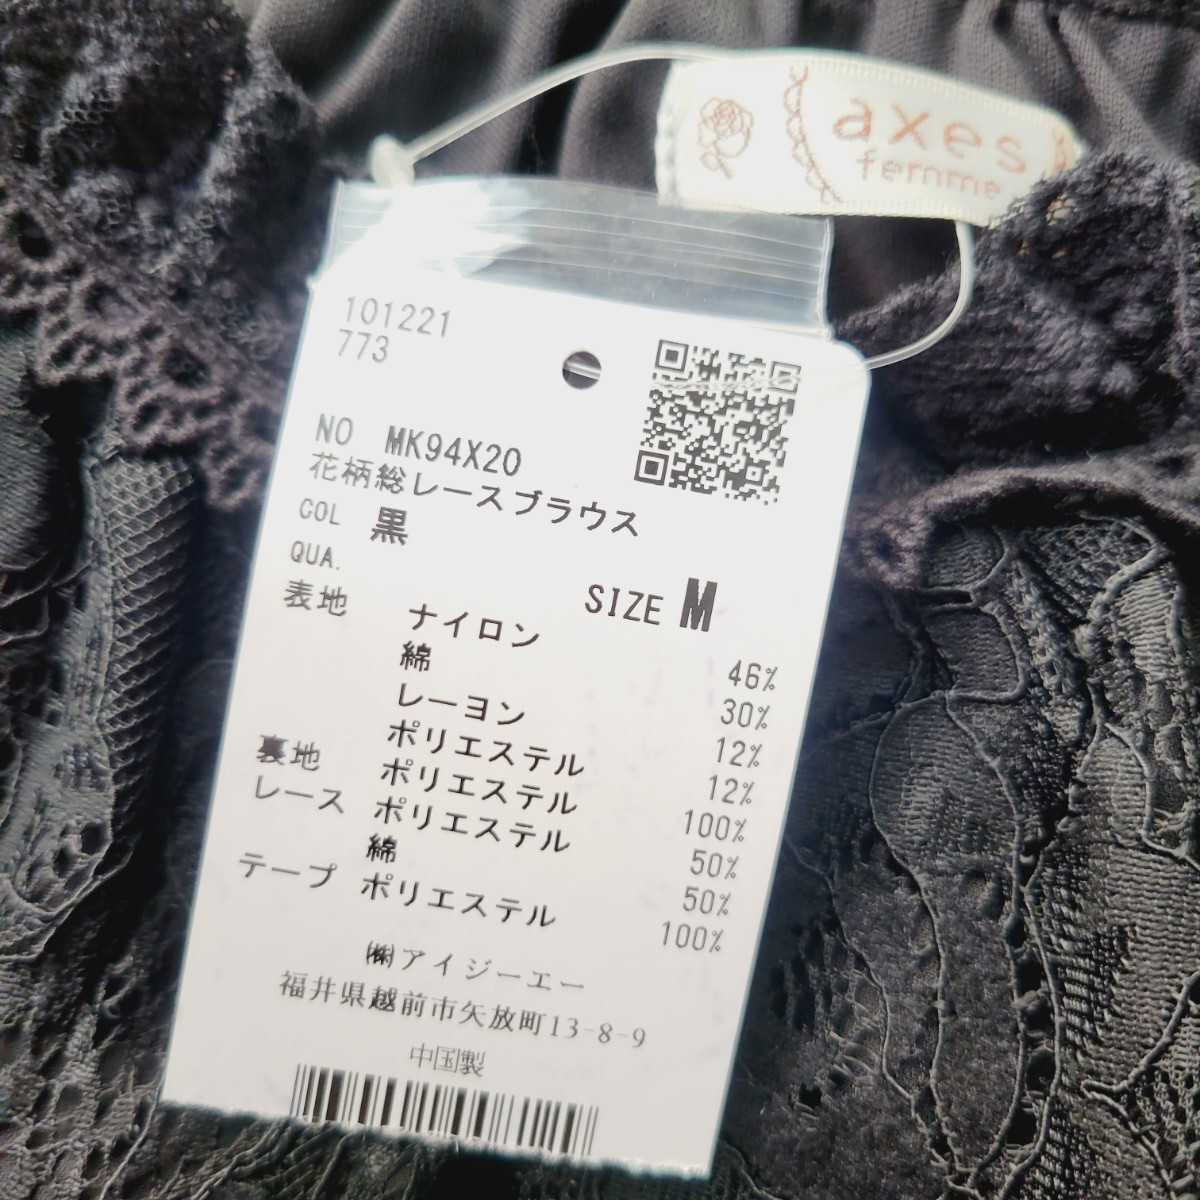 axes
femme
101221
773
NO MK94X20
花柄総レースブラウス
COL 黒
QUA. SIZE M
表地 ナイロン 46%
綿 30%
レーヨン 12%
ポリエステル 12%
裏地 ポリエステル 100%
レース ポリエステル 50%
綿 50%
テープ ポリエステル 100%
㈱アイジーエー
福井県越前市矢放町13-8-9
中国製